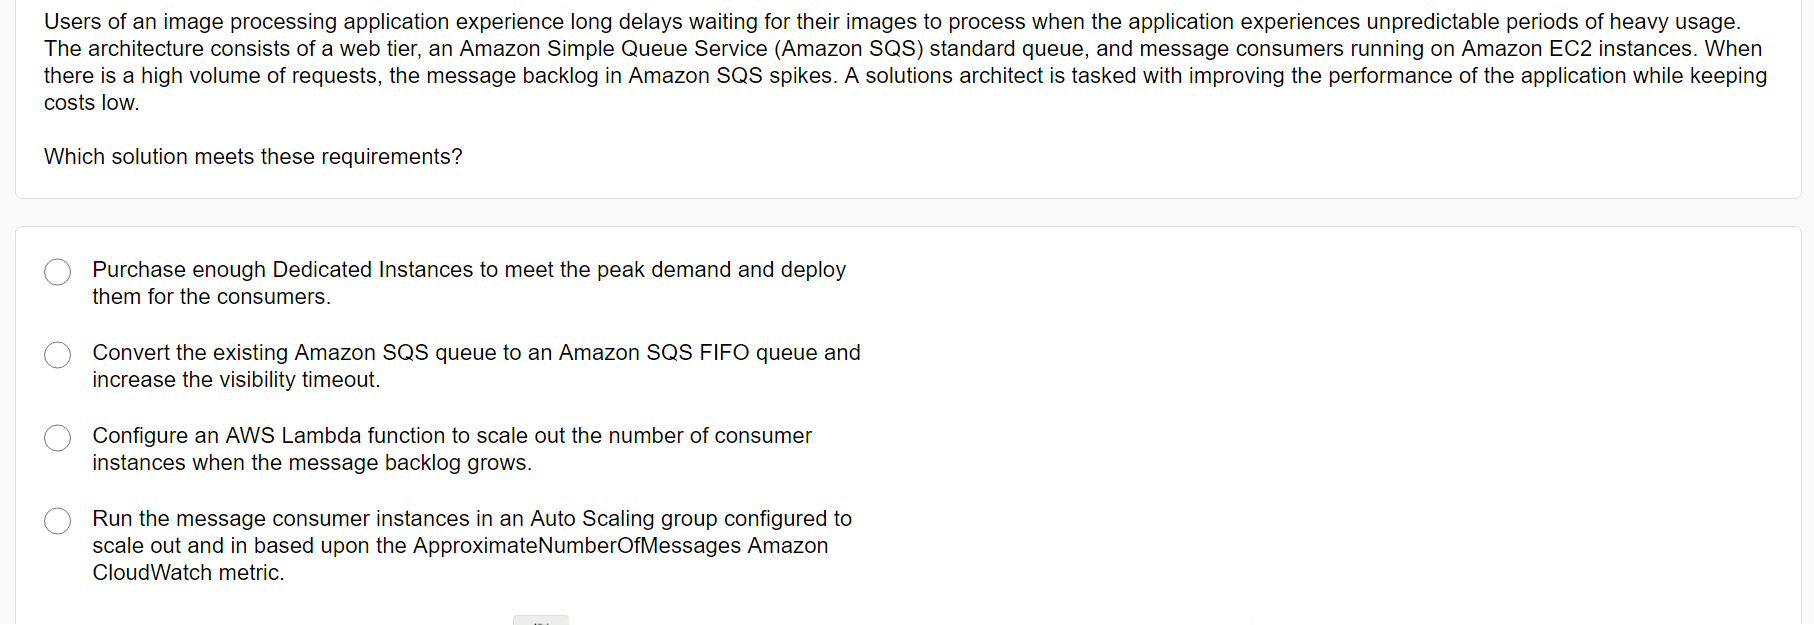 Users of an image processing application experience long delays waiting for their images to process when the application experiences unpredictable periods of heavy usage.
The architecture consists of a web tier, an Amazon Simple Queue Service (Amazon SQS) standard queue, and message consumers running on Amazon EC2 instances. When
there is a high volume of requests, the message backlog in Amazon SQS spikes. A solutions architect is tasked with improving the performance of the application while keeping
costs low.
Which solution meets these requirements?
Purchase enough Dedicated Instances to meet the peak demand and deploy
them for the consumers.
Convert the existing Amazon SQS queue to an Amazon SQS FIFO queue and
increase the visibility timeout.
Configure an AWS Lambda function to scale out the number of consumer
instances when the message backlog grows.
Run the message consumer instances in an Auto Scaling group configured to
scale out and in based upon the ApproximateNumberOfMessages Amazon
CloudWatch metric.